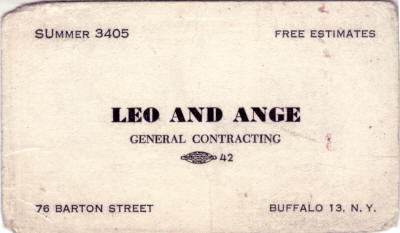 SUMMER 3405 FREE ESTIMATES
LEO AND ANGE
GENERAL CONTRACTING
42
76 BARTON STREET BUFFALO 13, N. Y.